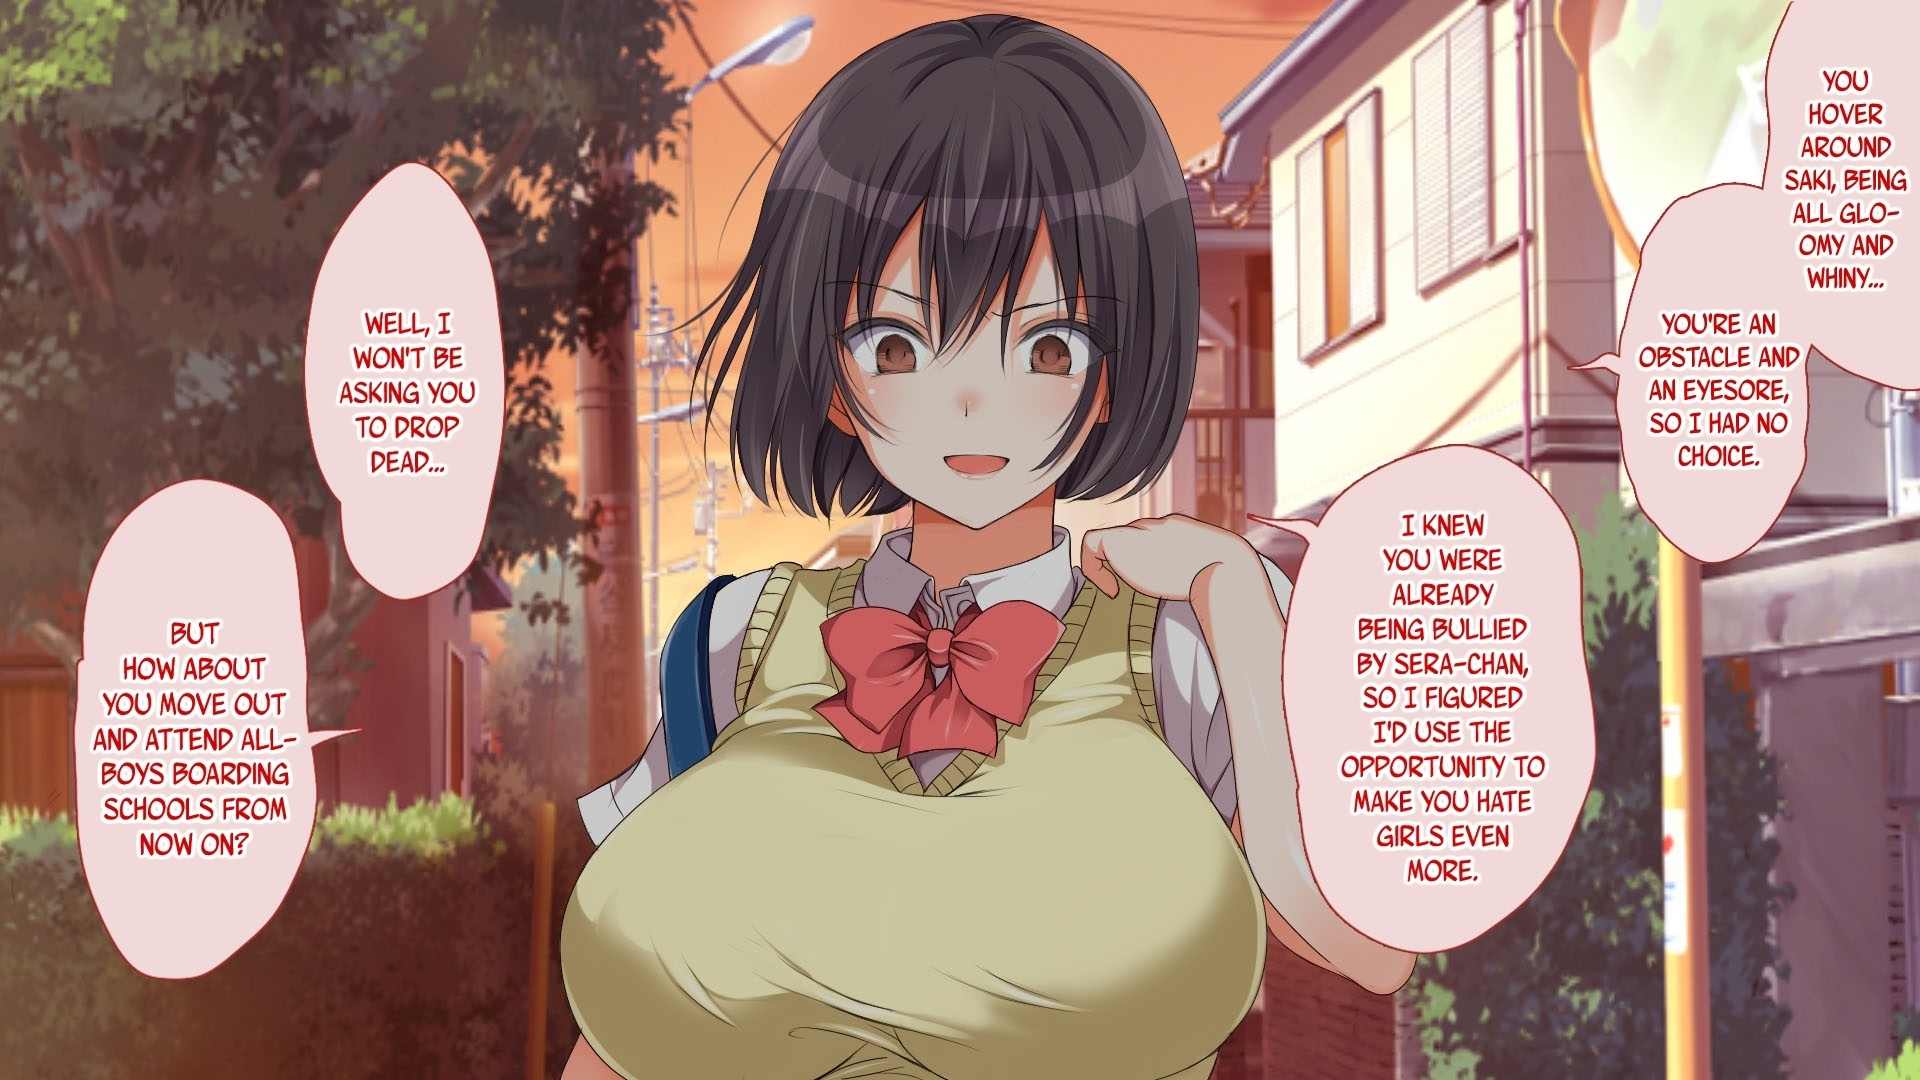 YOU
HOVER
AROUND
SAKI, BEING
ALL GLO-
OMY AND
WHINY...
YOU'RE AN
OBSTACLE AND
AN EYESORE,
SO I HAD NO
CHOICE.
I KNEW
YOU WERE
ALREADY
BEING BULLIED
BY SERA-CHAN,
SO I FIGURED
I'D USE THE
OPPORTUNITY TO
MAKE YOU HATE
GIRLS EVEN
MORE.
WELL, I
WON'T BE
ASKING YOU
TO DROP
DEAD...
BUT
HOW ABOUT
YOU MOVE OUT
AND ATTEND ALL-
BOYS BOARDING
SCHOOLS FROM
NOW ON?